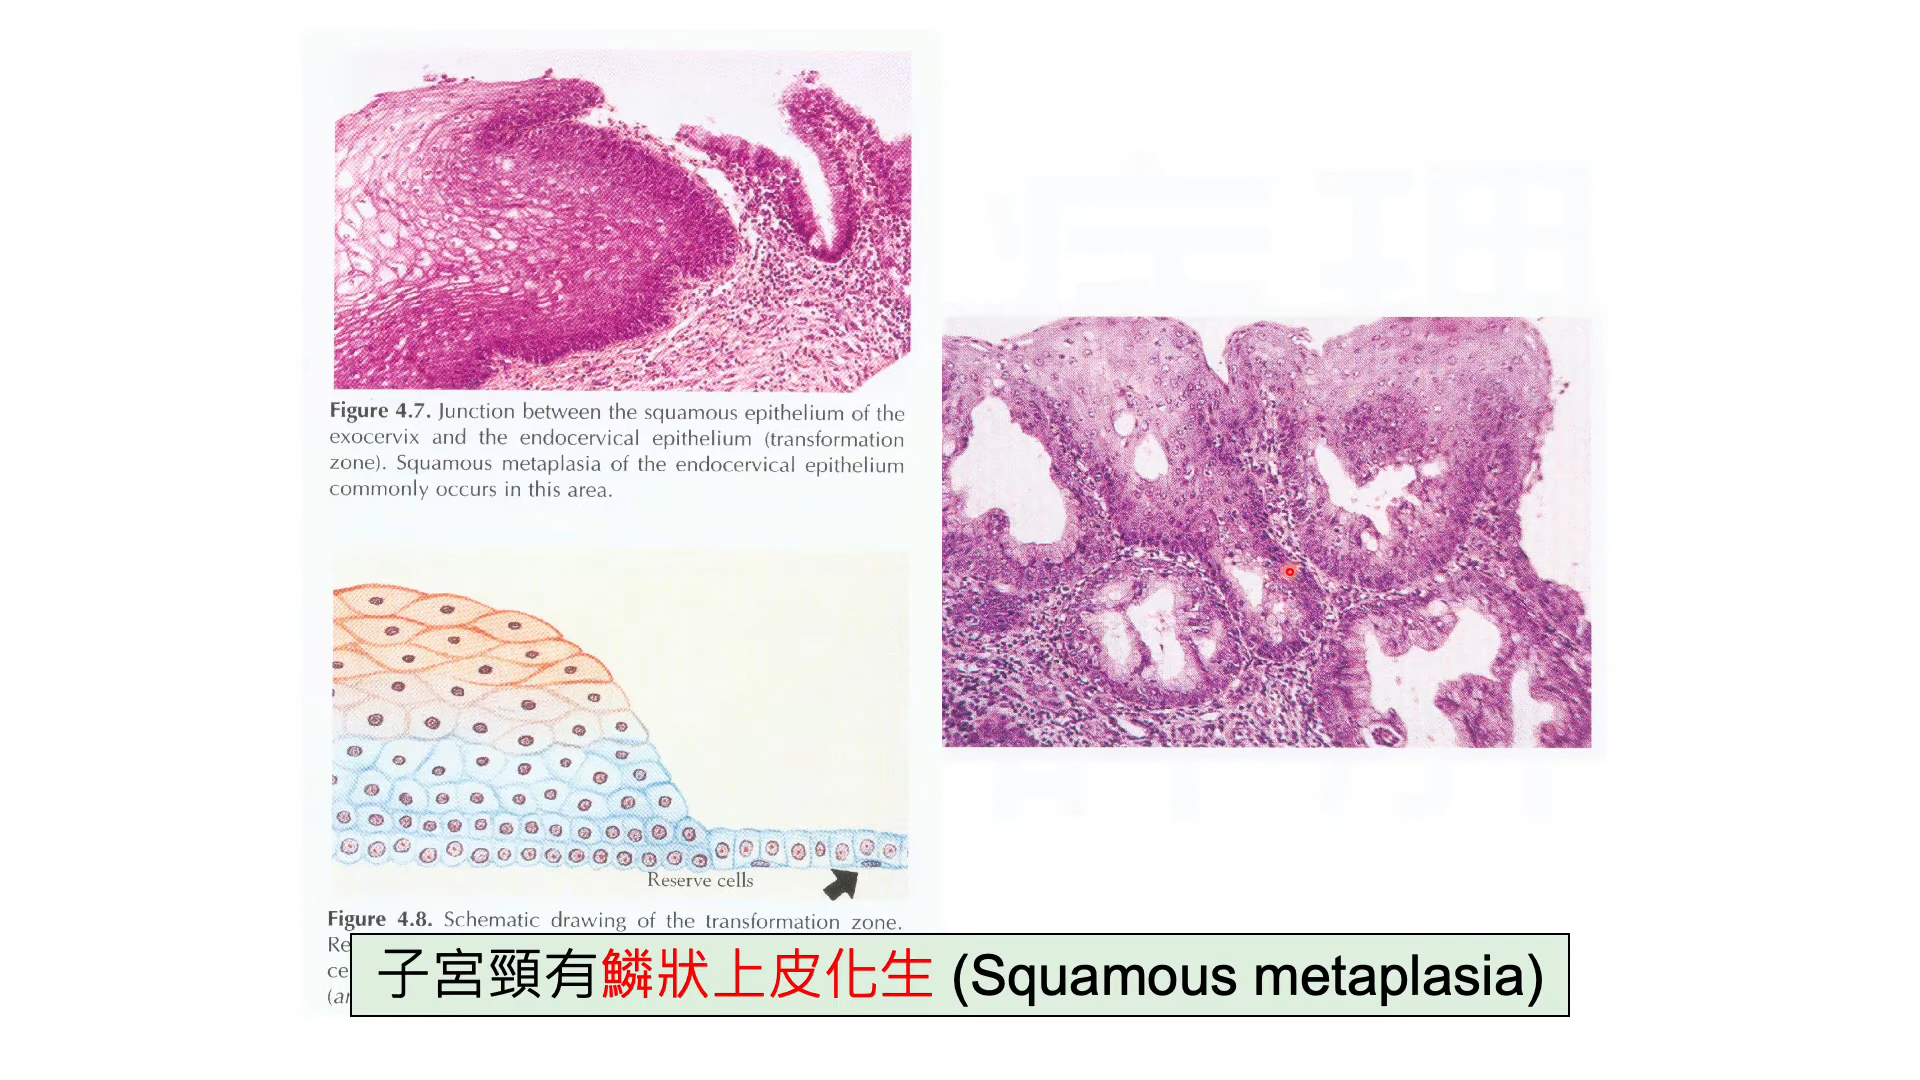 Figure 4.7. Junction between the squamous epithelium of the
exocervix and the endocervical epithelium (transformation
zone). Squamous metaplasia of the endocervical epithelium
commonly occurs in this area.
Reserve cells
Figure 4.8. Schematic drawing of the transformation zone.
子宮頸有鱗狀上皮化生 (Squamous metaplasia)